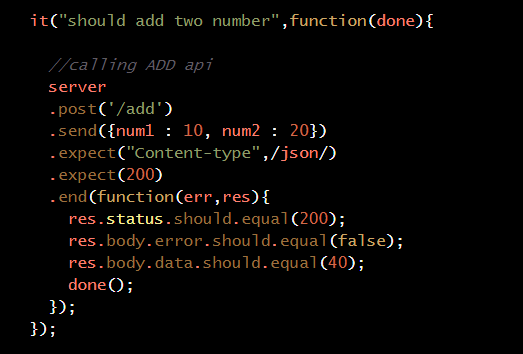 it("should add two number",function(done){
//calling ADD api
server
.post('/add')
.send({num1 : 10, num2 : 20})
.expect("Content-type",/json/)
.expect(200)
.end(function(err,res){
res.status.should.equal(200);
res.body.error.should.equal(false);
res.body.data.should.equal(40);
done();
});
});